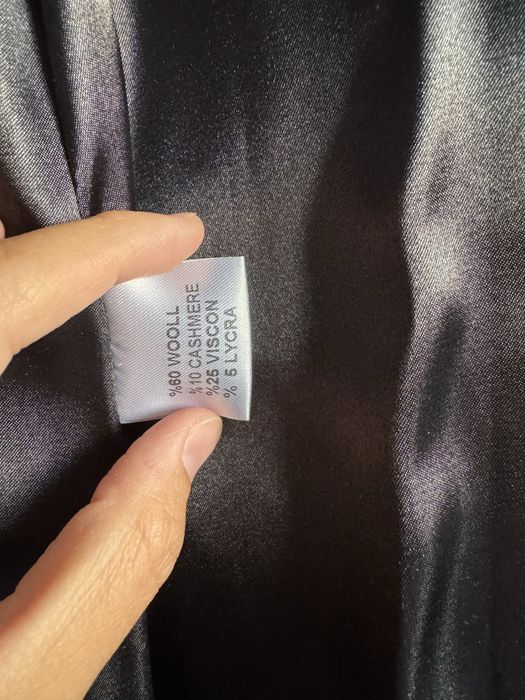 %60 WOOLL
%10 CASHMERE
%25 VISCON
% 5 LYCRA